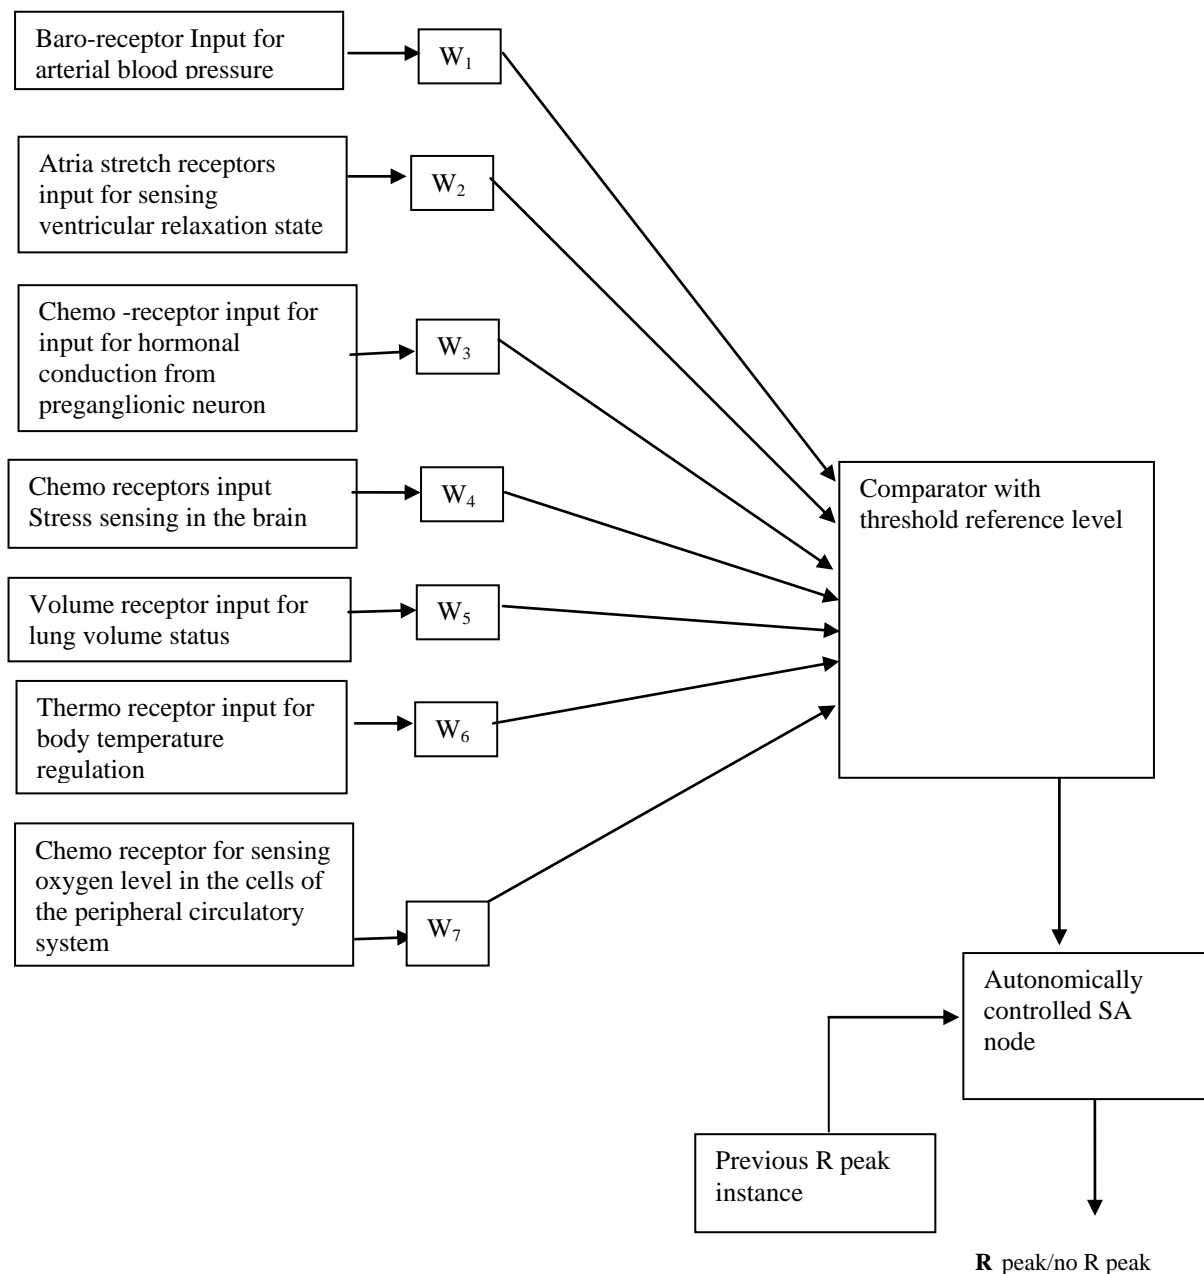 Baro-receptor Input for
arterial blood pressure
W1
Atria stretch receptors
input for sensing
ventricular relaxation state
W2
Chemo -receptor input for
input for hormonal
conduction from
preganglionic neuron
W3
Chemo receptors input
Stress sensing in the brain
W4
Comparator with
threshold reference level
Volume receptor input for
lung volume status
W5
Thermo receptor input for
body temperature
regulation
W6
Chemo receptor for sensing
oxygen level in the cells of
the peripheral circulatory
system
W7
Autonomically
controlled SA
node
Previous R peak
instance
R peak/no R peak